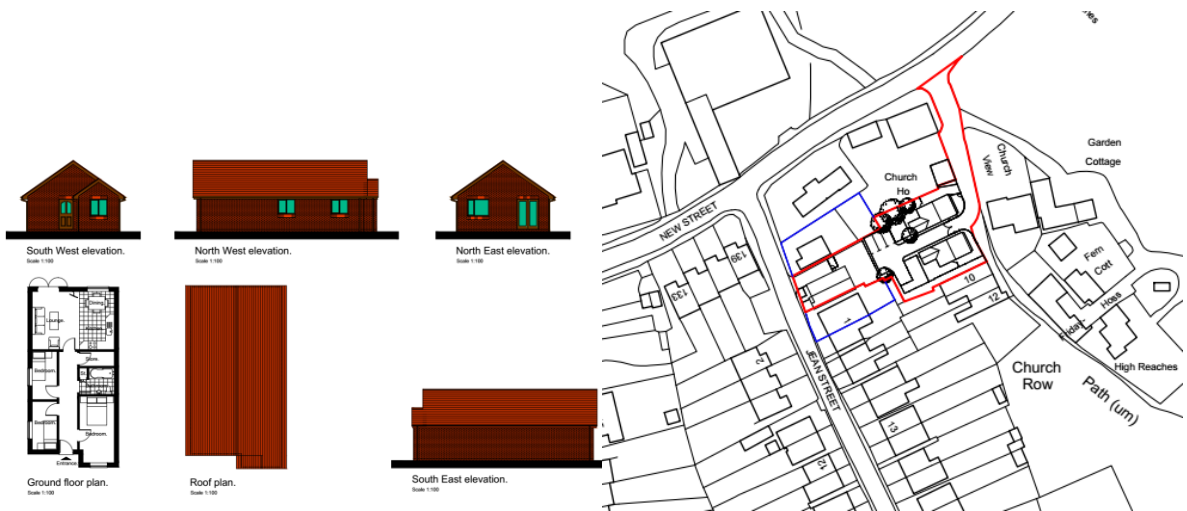 South West elevation.
Scale 1:100
North West elevation.
Scale 1:100
North East elevation.
Scale 1:100
Lounge.
Dining.
Kitchen.
Store.
Bedroom.
Bedroom.
Bedroom.
Entrance
Ground floor plan.
Scale 1:100
Roof plan.
Scale 1:100
South East elevation.
Scale 1:100
Garden
Cottage
Church
View
Church
Ho
NEW STREET
139
133
Fern
Cott
10
12
1
Hoss
Friday-
High Reaches
JEAN STREET
2
Church
Row
Path (um)
13
12